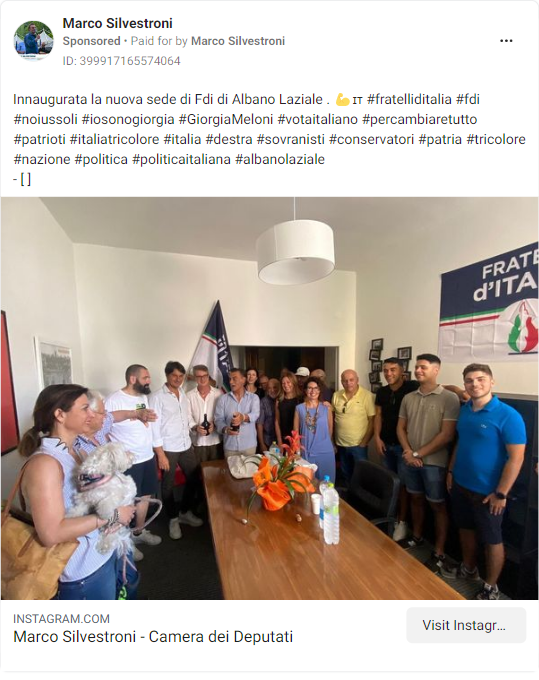 Marco Silvestroni
Sponsored • Paid for by Marco Silvestroni
ID: 399917165574064
Innaugurata la nuova sede di Fdi di Albano Laziale . 💪 IT #fratelliditalia #fdi
#noiussoli #iosonogiorgia #GiorgiaMeloni #votaitaliano #percambiaretutto
#patrioti #italiatricolore #italia #destra #sovranisti #conservatori #patria #tricolore
#nazione #politica #politicaitaliana #albanolaziale
- [ ]
FRATE
d'ITA
INSTAGRAM.COM
Marco Silvestroni - Camera dei Deputati
Visit Instagr...